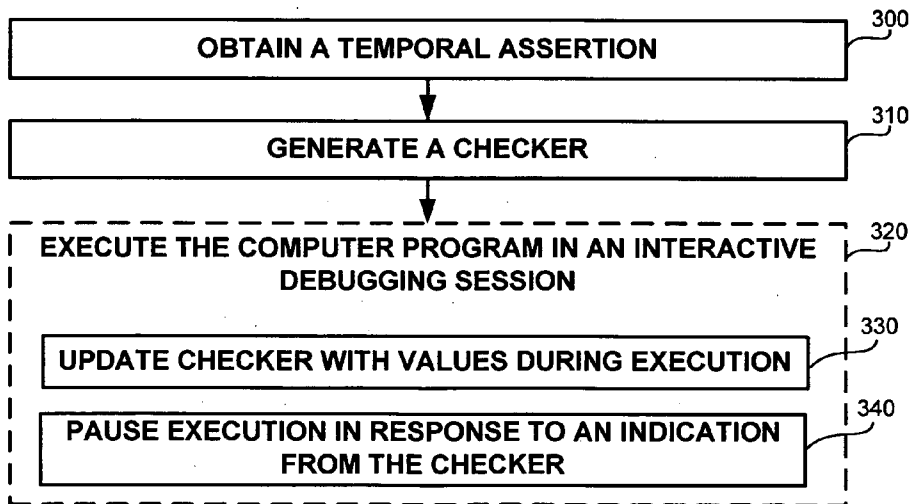 300
OBTAIN A TEMPORAL ASSERTION
310
GENERATE A CHECKER
320
EXECUTE THE COMPUTER PROGRAM IN AN INTERACTIVE
DEBUGGING SESSION
330
UPDATE CHECKER WITH VALUES DURING EXECUTION
340
PAUSE EXECUTION IN RESPONSE TO AN INDICATION
FROM THE CHECKER